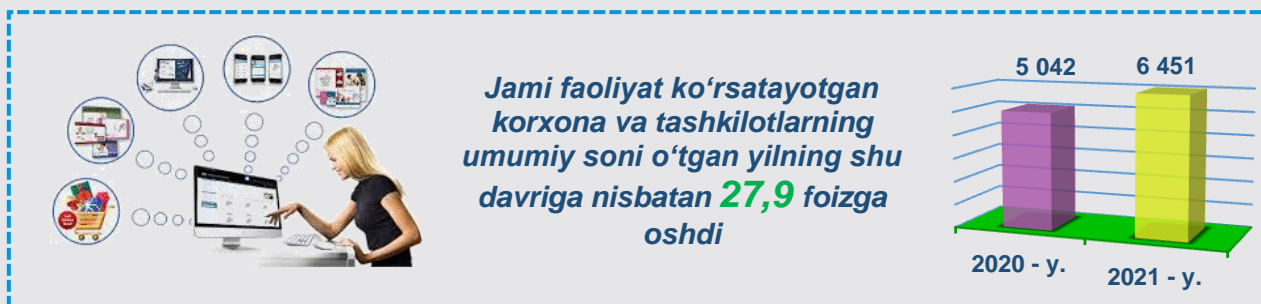 Jami faoliyat ko‘rsatayotgan
korxona va tashkilotlarning
umumiy soni o‘tgan yilning shu
davriga nisbatan 27,9 foizga
oshdi
5 042
6 451
2020 - y.
2021 - y.